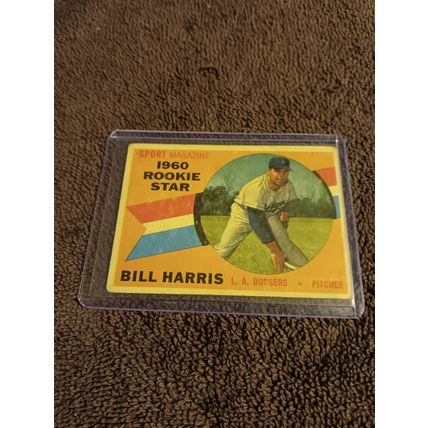 SPORT MAGAZINE
1960
ROOKIE
STAR
BILL HARRIS L. A. DODGERS • PITCHER